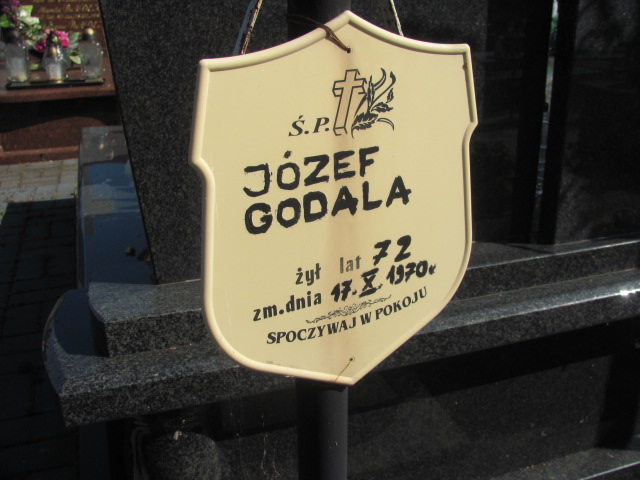 Ś.P.
JÓZEF
GODALA
żył lat 72
zm.dnia 17.X.1970r
SPOCZYWAJ W POKOJU